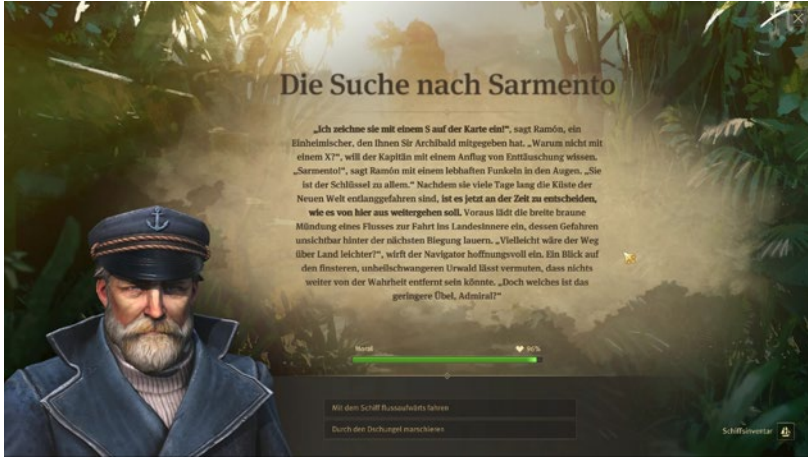 Die Suche nach Sarmento
„Ich zeichne sie mit einem S auf der Karte ein!“, sagt Ramón, ein
Einheimischer, den Ihnen Sir Archibald mitgegeben hat. „Warum nicht mit
einem X?“, will der Kapitän mit einem Anflug von Enttäuschung wissen.
„Sarmento!“, sagt Ramón mit einem lebhaften Funkeln in den Augen. „Sie
ist der Schlüssel zu allem.“ Nachdem sie viele Tage lang die Küste der
Neuen Welt entlanggefahren sind, ist es jetzt an der Zeit zu entscheiden,
wie es von hier aus weitergehen soll. Voraus lädt die breite braune
Mündung eines Flusses zur Fahrt ins Landesinnere ein, dessen Gefahren
unsichtbar hinter der nächsten Biegung lauern. „Vielleicht wäre der Weg
über Land leichter?“, wirft der Navigator hoffnungsvoll ein. Ein Blick auf
den finsteren, unheilschwangeren Urwald lässt vermuten, dass nichts
weiter von der Wahrheit entfernt sein könnte. „Doch welches ist das
geringere Übel, Admiral?“
Moral 96%
Mit dem Schiff flussaufwärts fahren
Durch den Dschungel marschieren
Schiffsinventar